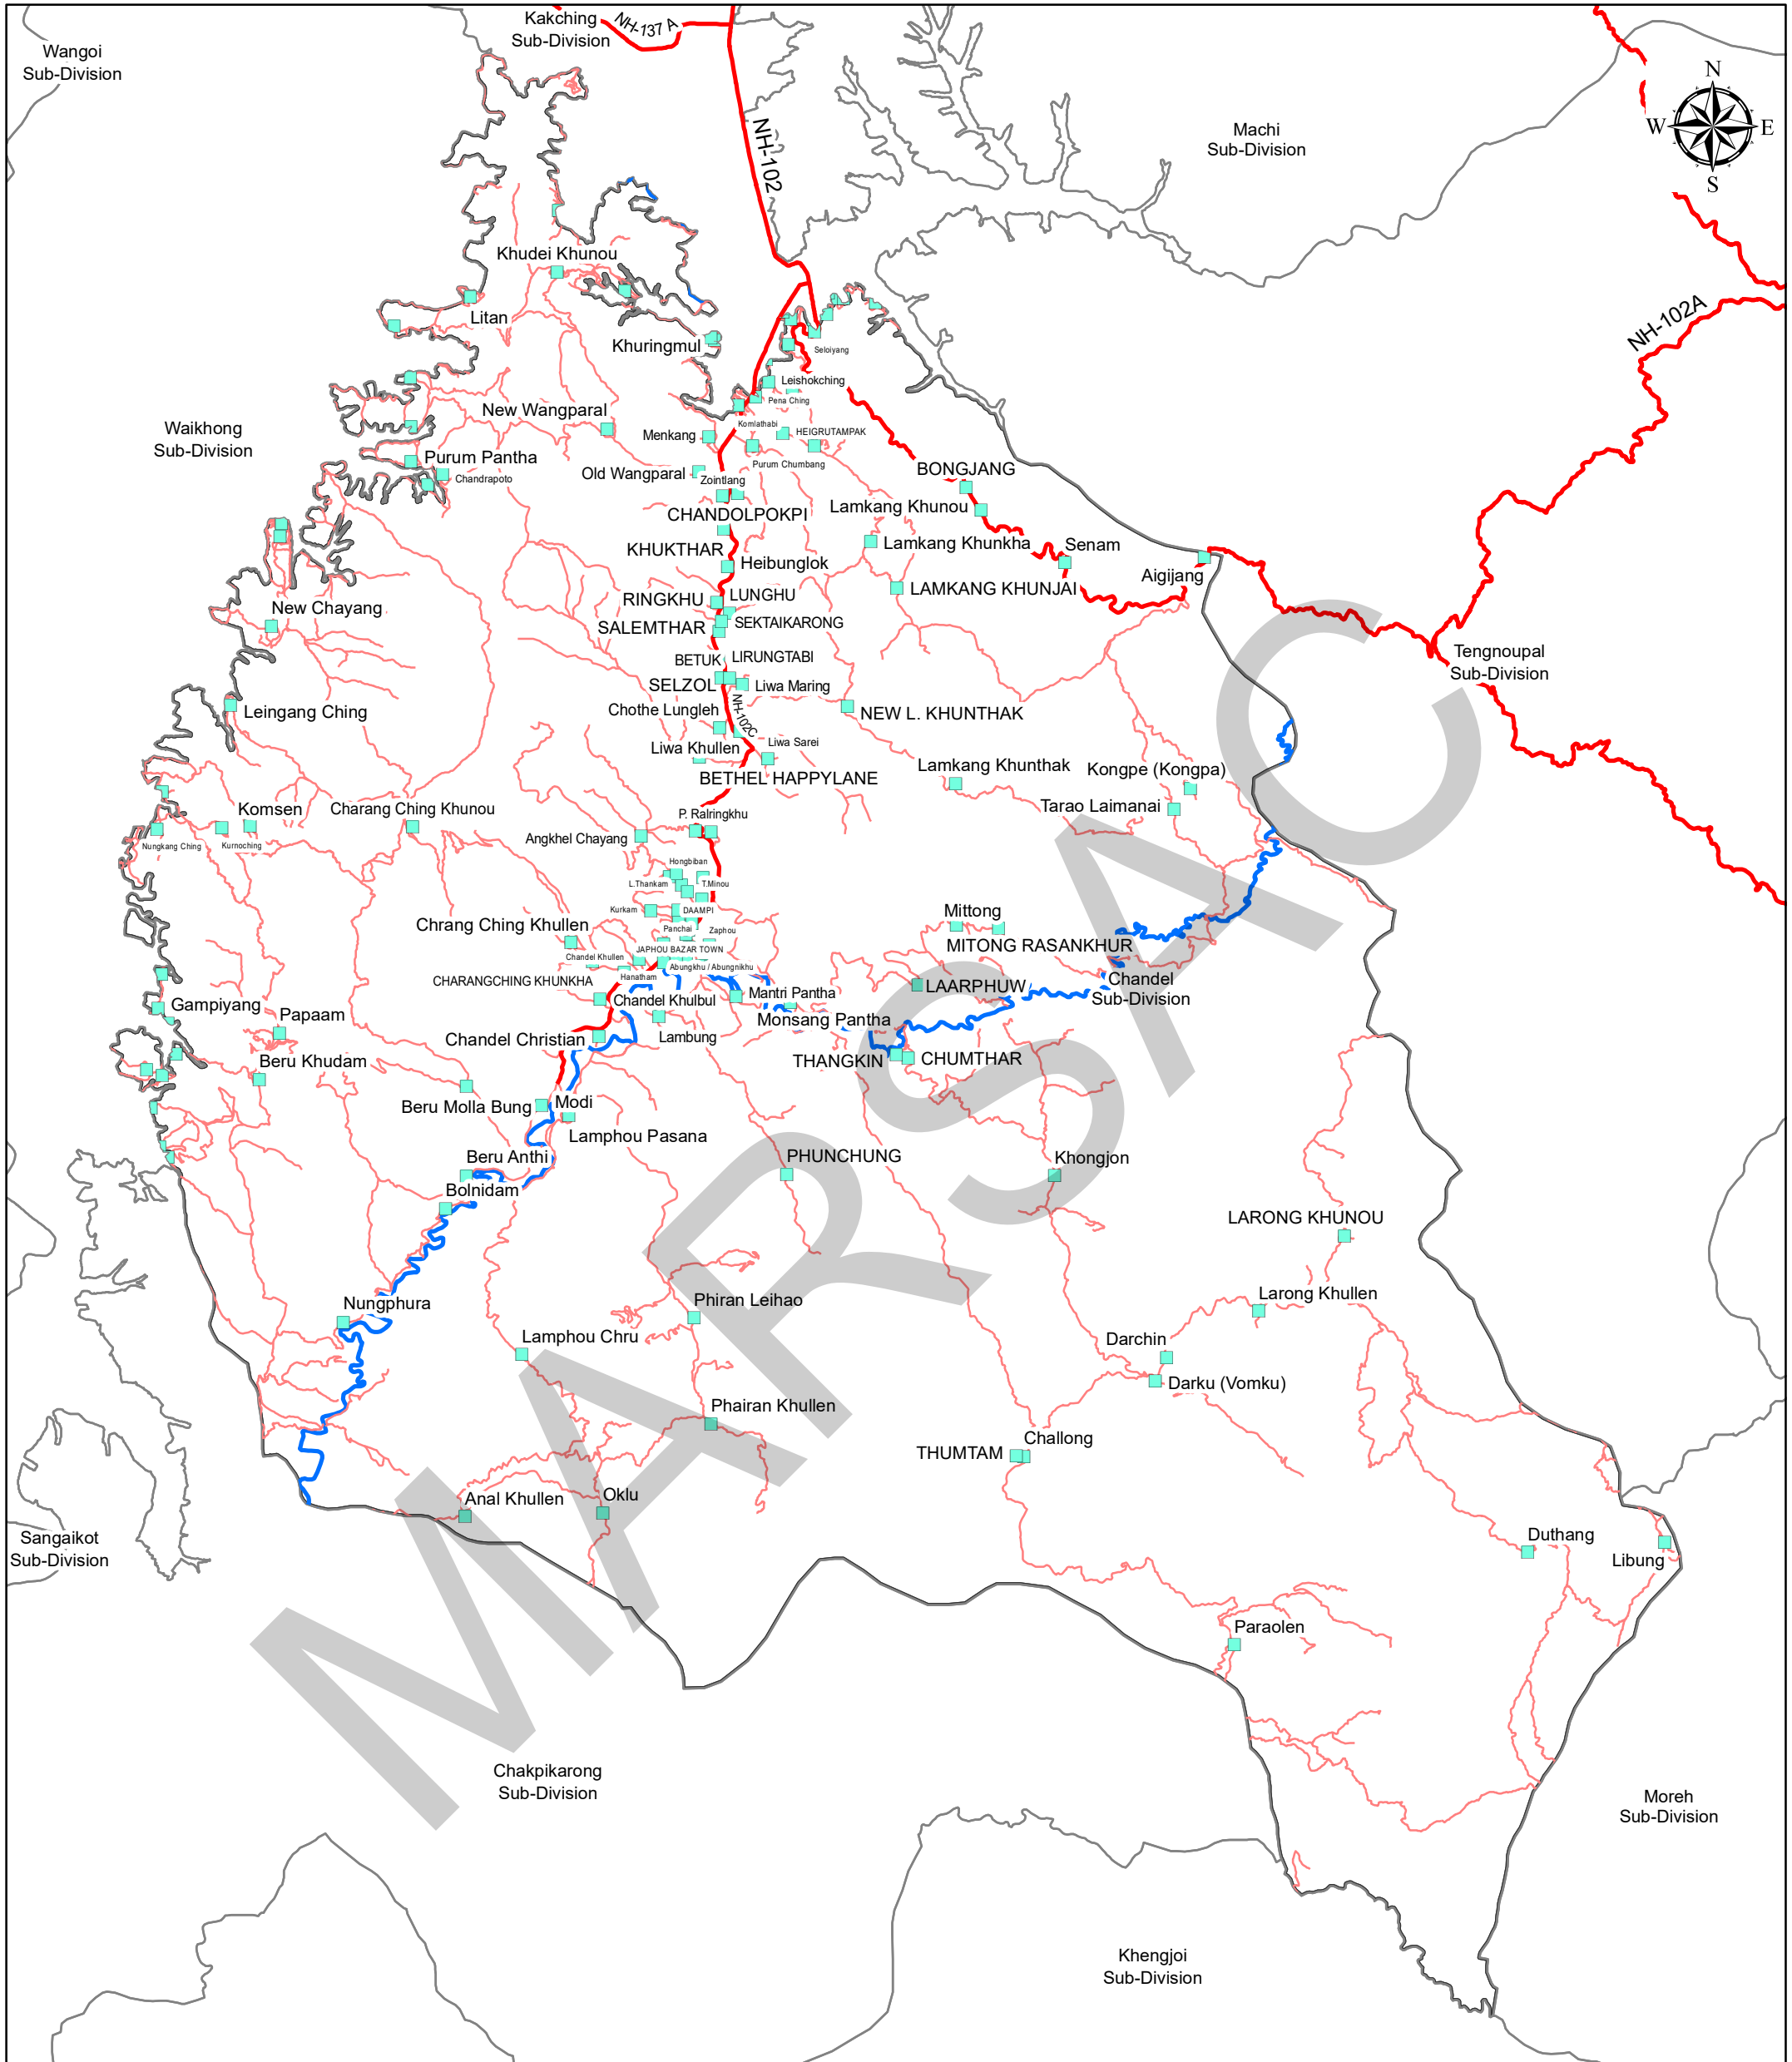 Kakching
Sub-Division
NH-137 A
Wangoi
Sub-Division
N
W
E
S
NH-102
Machi
Sub-Division
Khudei Khunou
Litan
Khuringmul
Seloiyang
NH-102A
Leishokching
Pena Ching
New Wangparal
Waikhong
Sub-Division
Menkang
Komlathabi
HEIGRUTAMPAK
Purum Pantha
Chandrapoto
Old Wangparal
Purum Chumbang
Zointlang
BONGJANG
CHANDOLPOKPI
Lamkang Khunou
KHUKTHAR
Heibunglok
Lamkang Khunkha
Senam
Aigijang
LAMKANG KHUNJAI
RINGKHU
LUNGHU
New Chayang
SALEMTHAR
SEKTAIKARONG
BETUK
LIRUNGTABI
Tengnoupal
Sub-Division
SELZOL
Liwa Maring
Leingang Ching
Chothe Lungleh
NH-102C
NEW L. KHUNTHAK
Liwa Khullen
Liwa Sarei
BETHEL HAPPYLANE
Lamkang Khunthak
Kongpe (Kongpa)
Tarao Laimanai
Komsen
Charang Ching Khunou
P. Ralringkhu
Angkhel Chayang
Nungkang Ching
Kurnoching
Hongbiban
L.Thankam
T.Minou
Kurkam
DAAMPI
Chrang Ching Khullen
Panchai
Zaphou
Mittong
JAPHOU BAZAR TOWN
MITONG RASANKHUR
Chandel Khullen
Abungkhu / Abungnikhu
CHARANGCHING KHUNKHA
Hanatham
Chandel
Sub-Division
LAARPHUW
Mantri Pantha
Gampiyang
Papaam
Chandel Khulbul
Monsang Pantha
Chandel Christian
Lambung
Beru Khudam
THANGKIN
CHUMTHAR
Beru Molla Bung
Modi
Lamphou Pasana
Beru Anthi
PHUNCHUNG
Khongjon
Bolnidam
LARONG KHUNOU
Nungphura
Phiran Leihao
Larong Khullen
Lamphou Chru
Darchin
Darku (Vomku)
Phairan Khullen
THUMTAM
Challong
Anal Khullen
Oklu
Sangaikot
Sub-Division
Duthang
Libung
Paraolen
Chakpikarong
Sub-Division
Moreh
Sub-Division
Khengjoi
Sub-Division
MARSAC